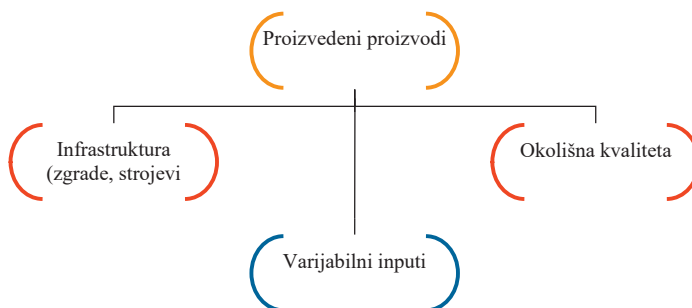 Proizvedeni proizvodi
Infrastruktura
(zgrade, strojevi
Okolišna kvaliteta
Varijabilni inputi